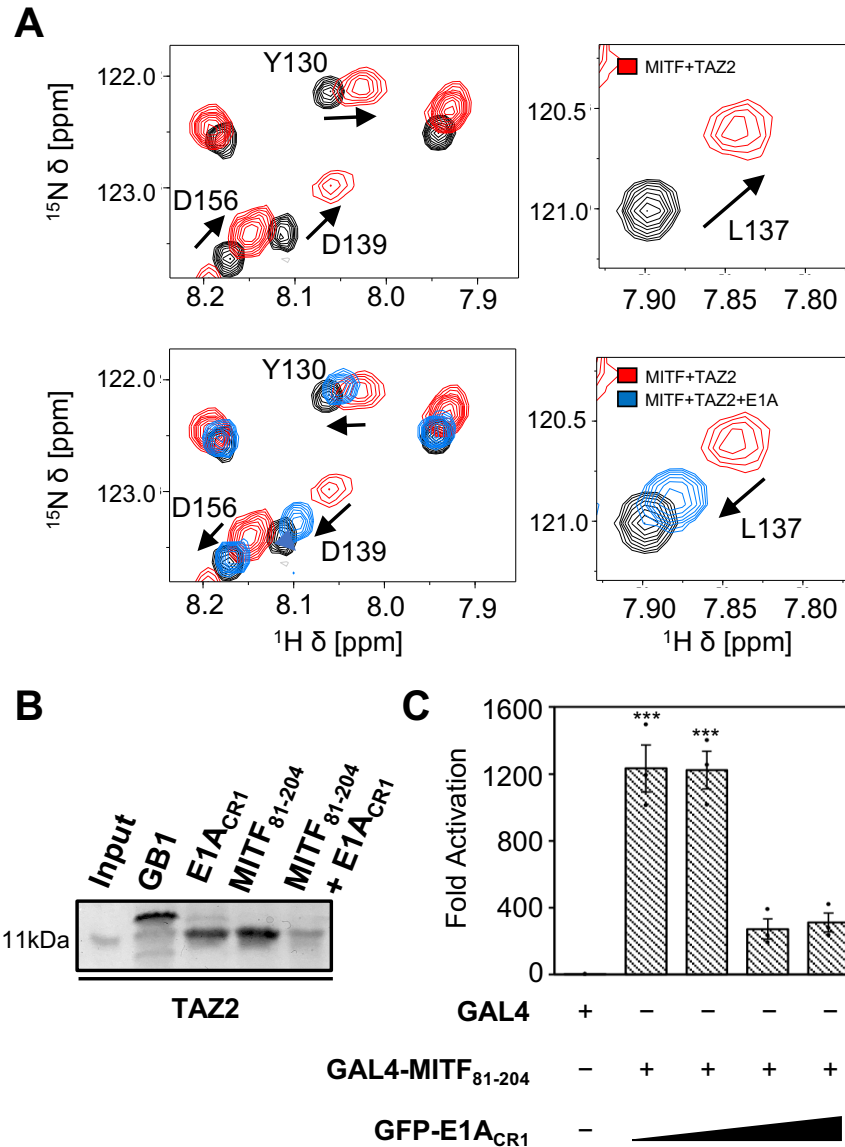 A
Y130
122.0
15N δ [ppm]
123.0
D156
D139
8.2 8.1 8.0 7.9
MITF+TAZ2
120.5
121.0
L137
7.90 7.85 7.80
Y130
122.0
15N δ [ppm]
123.0
D156
D139
8.2 8.1 8.0 7.9
1H δ [ppm]
MITF+TAZ2
MITF+TAZ2+E1A
120.5
121.0
L137
7.90 7.85 7.80
1H δ [ppm]
B
Input
GB1
E1ACR1
MITF81-204
MITF81-204
+ E1ACR1
11kDa
TAZ2
C
1600
1200
800
400
0
Fold Activation
*** ***
GAL4 + − − − −
GAL4-MITF81-204 − + + + +
GFP-E1ACR1 −